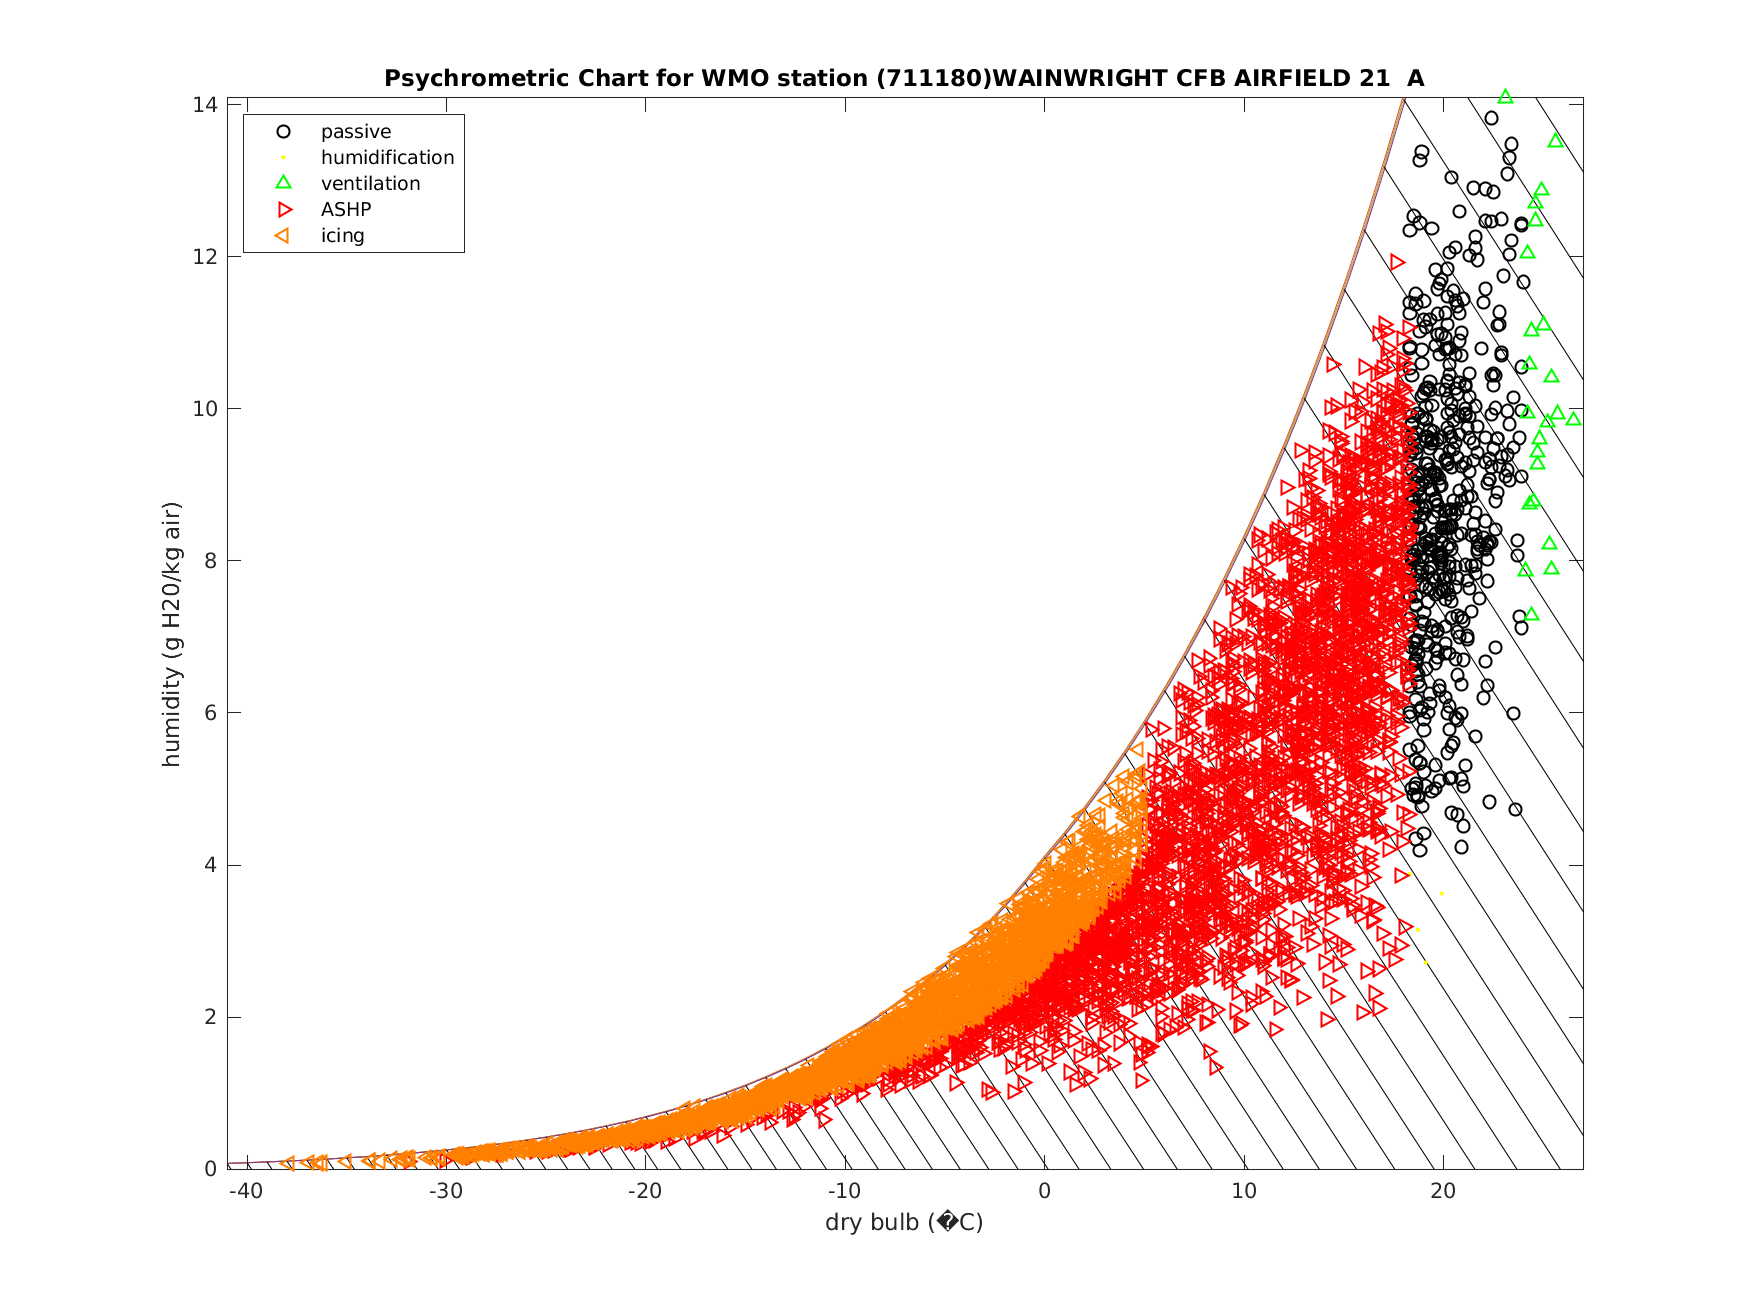 Psychrometric Chart for WMO station (711180)WAINWRIGHT CFB AIRFIELD 21  A
14
12
10
8
6
4
2
0
passive
humidification
ventilation
ASHP
icing
humidity (g H20/kg air)
-40
-30
-20
-10
0
10
20
dry bulb (�C)